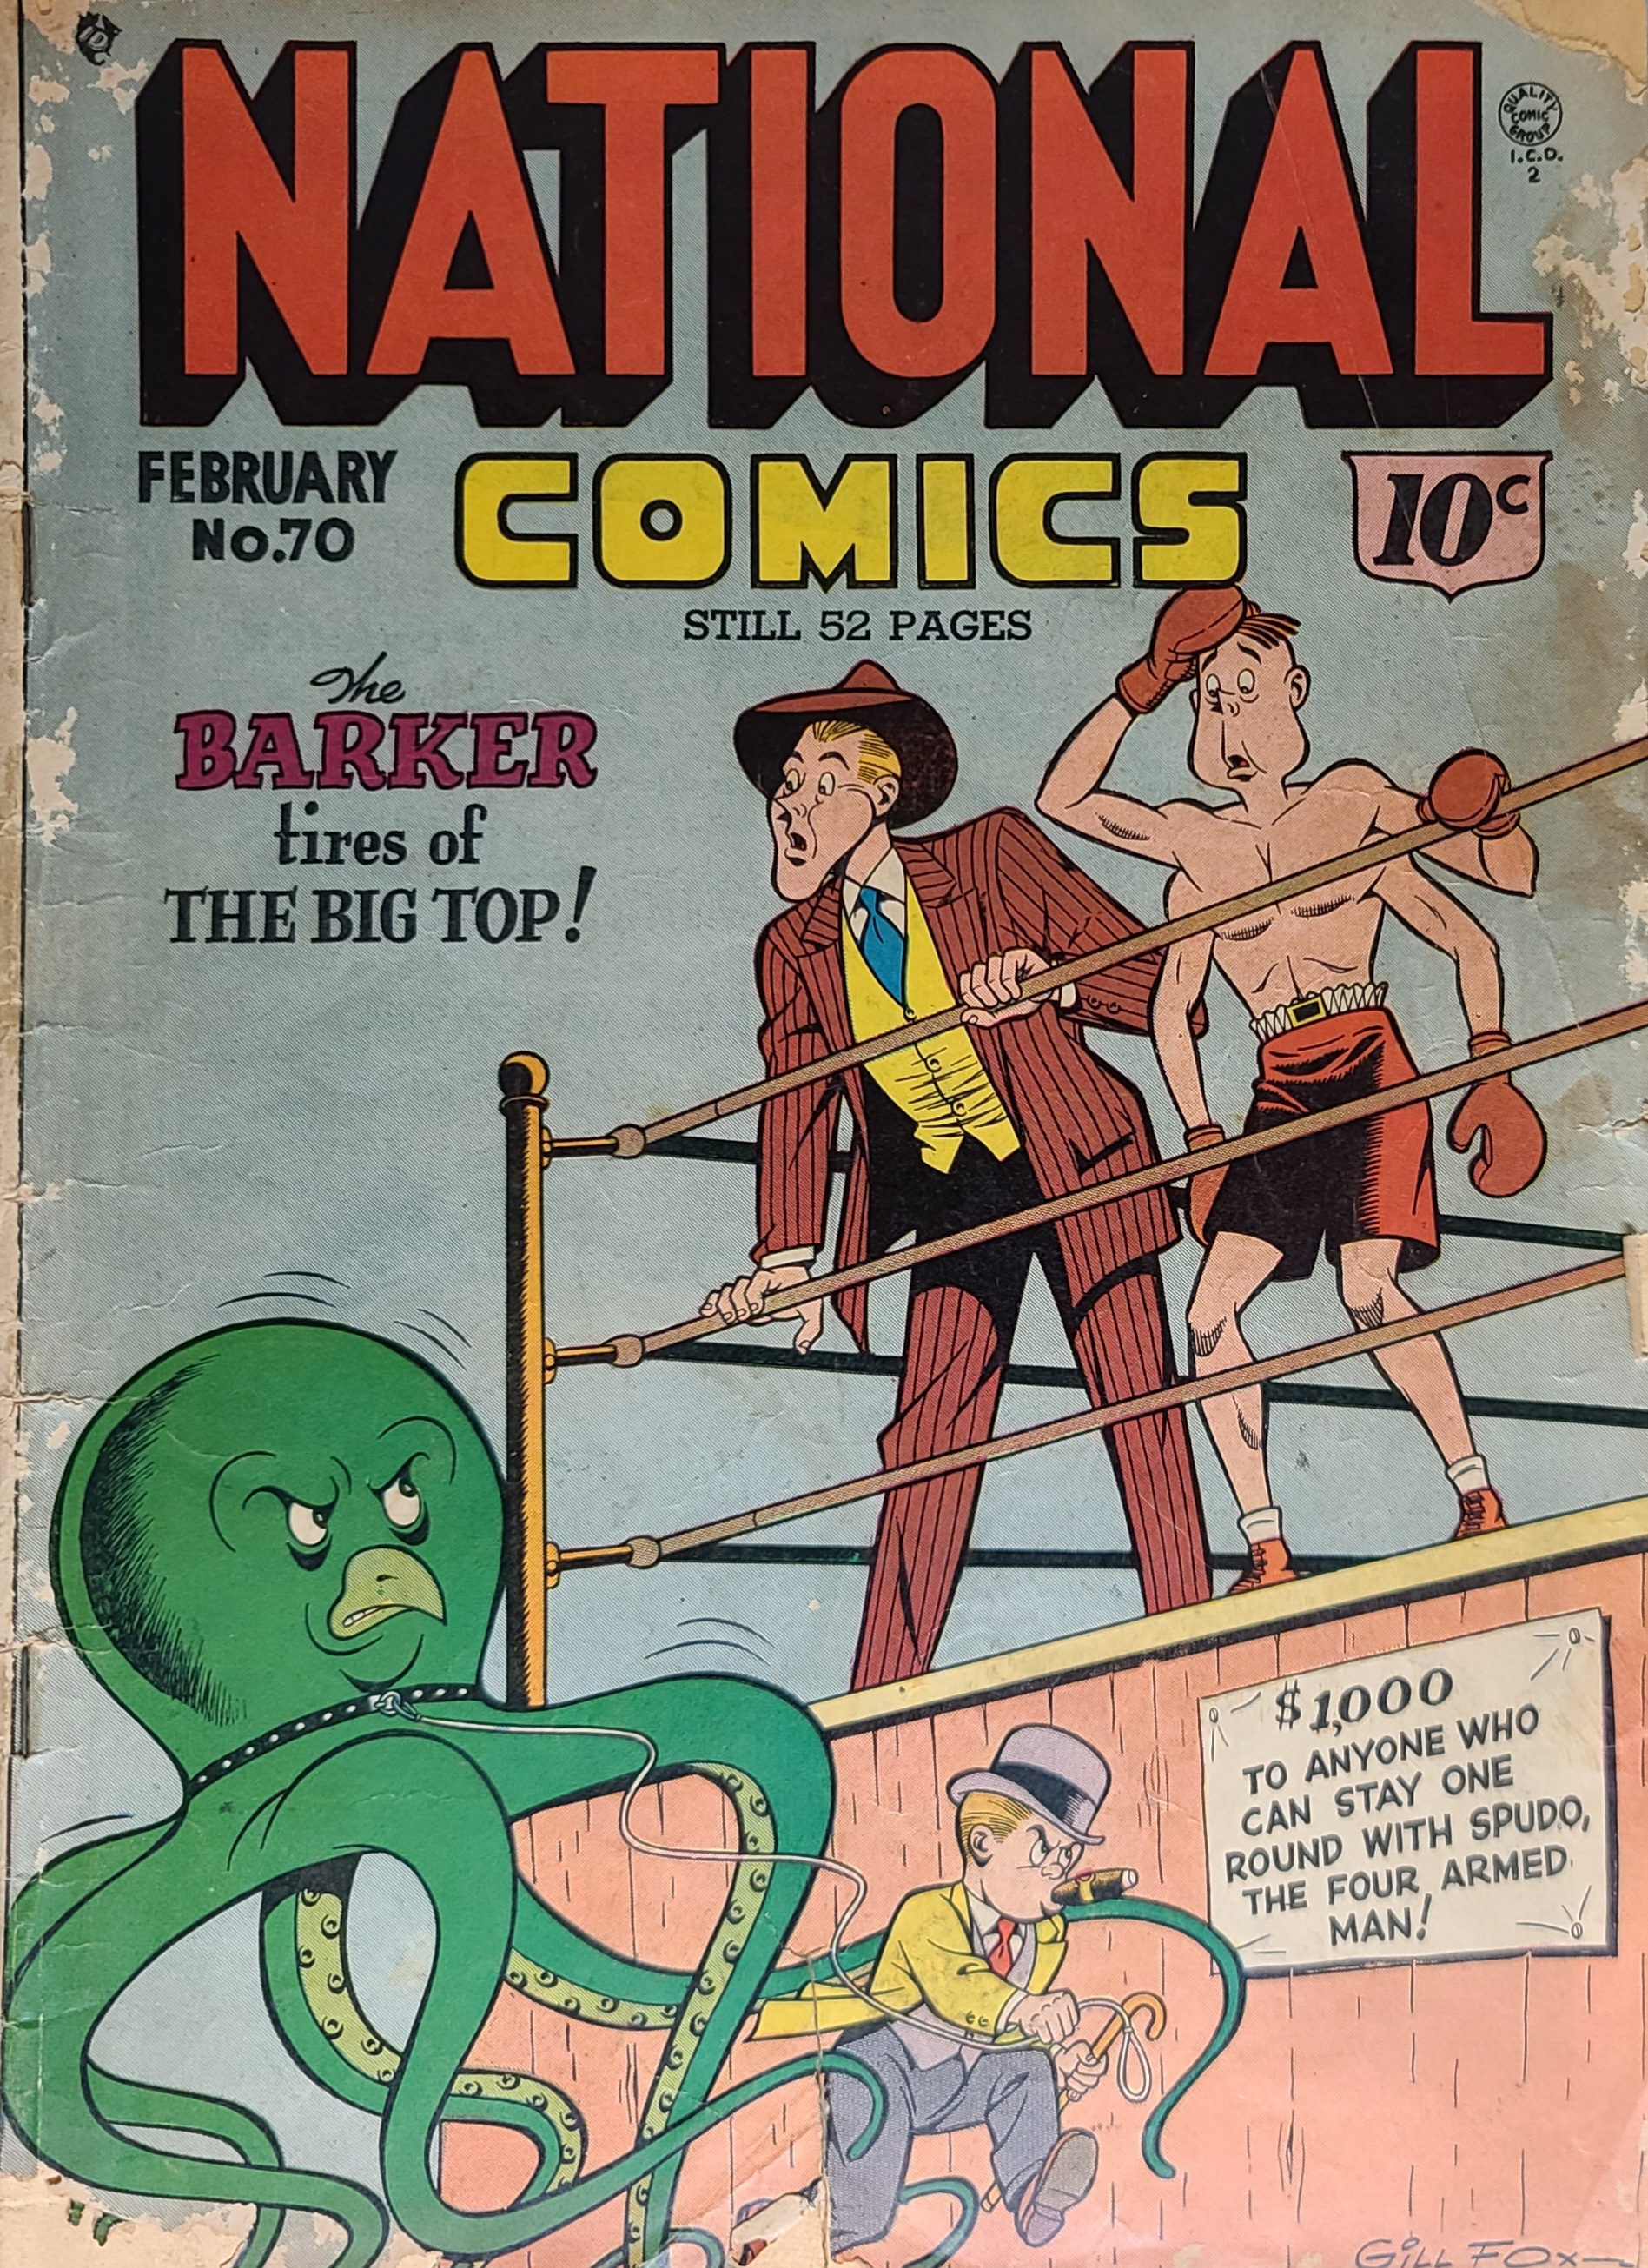 NATIONAL
QUALITY
COMIC
GROUP
I.C.D.
2
FEBRUARY
No.70
COMICS
10c
STILL 52 PAGES
The
BARKER
tires of
THE BIG TOP!
$1,000
TO ANYONE WHO
CAN STAY ONE
ROUND WITH SPUDO,
THE FOUR ARMED
MAN!
GILL FOX